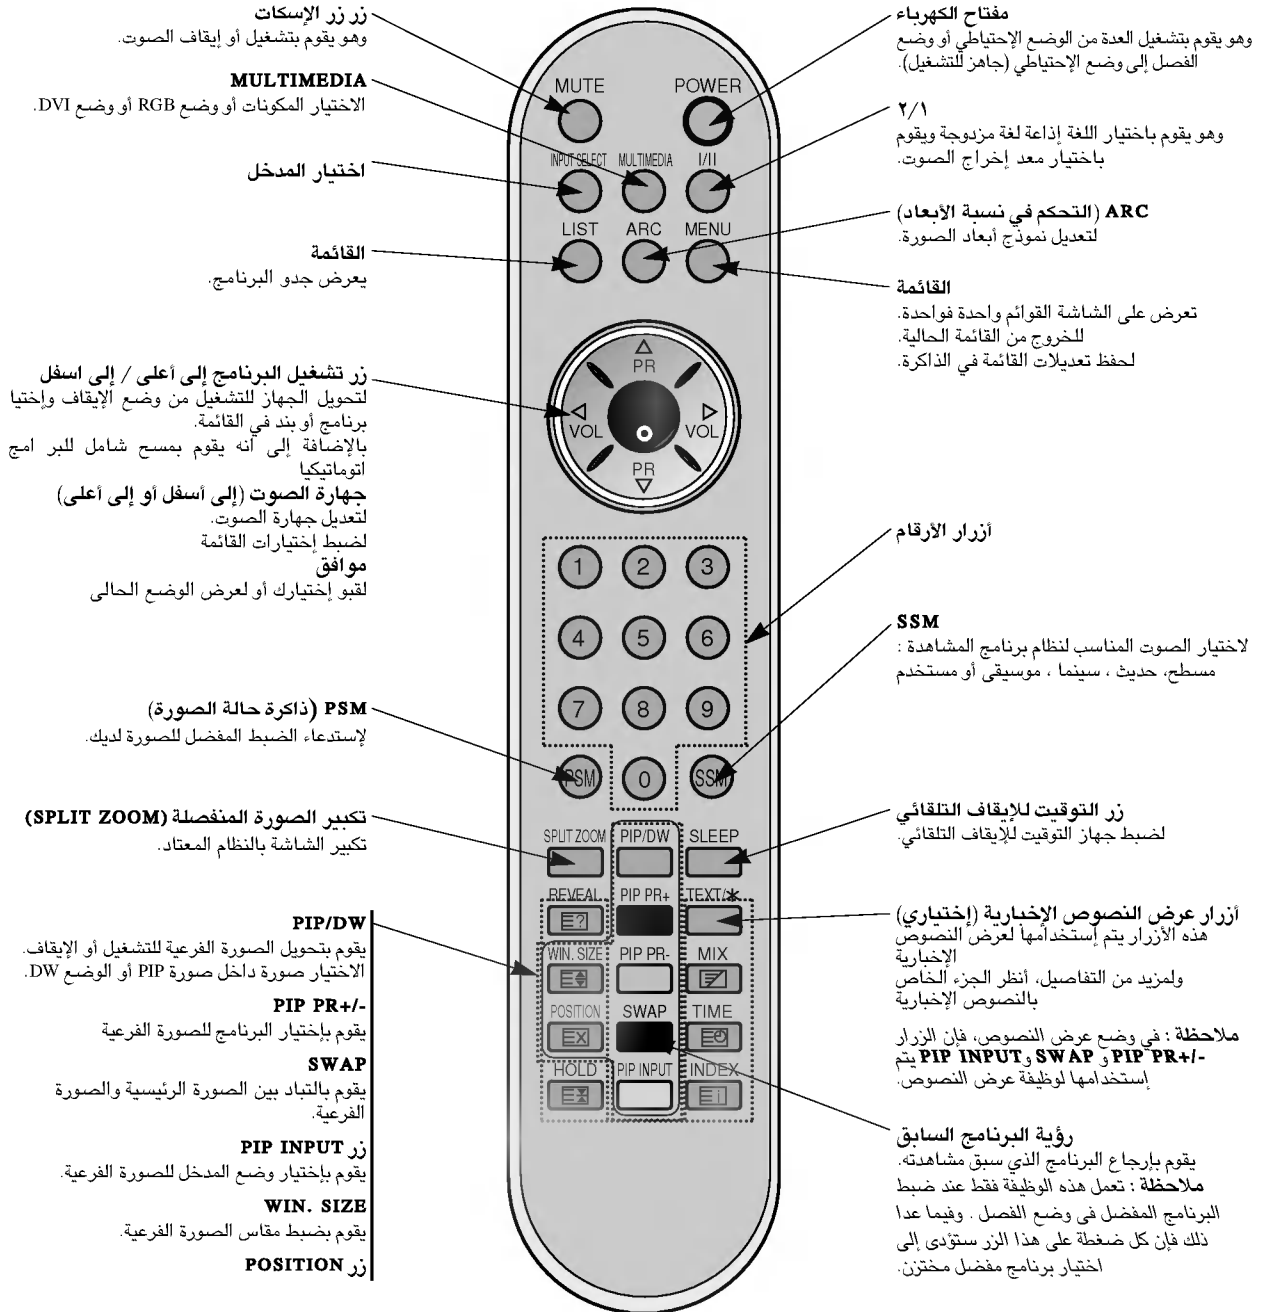 مفتاح الكهرباء
وهو يقوم بتشغيل العدة من الوضع الإحتياطي أو وضع
الفصل إلى وضع الإحتياطي (جاهز للتشغيل).
٢/١
وهو يقوم باختيار اللغة إذاعة لغة مزدوجة ويقوم
باختيار معد إخراج الصوت.
ARC (التحكم في نسبة الأبعاد)
لتعديل نموذج أبعاد الصورة.
القائمة
تعرض على الشاشة القوائم واحدة فواحدة.
للخروج من القائمة الحالية.
لحفظ تعديلات القائمة في الذاكرة.
أزرار الأرقام
SSM
لاختيار الصوت المناسب لنظام برنامج المشاهدة :
مسطح، حديث ، سينما ، موسيقى أو مستخدم
زر التوقيت للإيقاف التلقائي
لضبط جهاز التوقيت للإيقاف التلقائي.
أزرار عرض النصوص الإخبارية (إختياري)
هذه الأزرار يتم إستخدامها لعرض النصوص
الإخبارية
ولمزيد من التفاصيل، أنظر الجزء الخاص
بالنصوص الإخبارية
ملاحظة : في وضع عرض النصوص، فإن الزرار
PIP PR+/- و SWAP وPIP INPUT يتم
إستخدامها لوظيفة عرض النصوص.
رؤية البرنامج السابق
يقوم بإرجاع البرنامج الذي سبق مشاهدته.
ملاحظة : تعمل هذه الوظيفة فقط عند ضبط
البرنامج المفضل فى وضع الفصل . وفيما عدا
ذلك فإن كل ضغطة على هذا الزر ستؤدى إلى
اختيار برنامج مفضل مختزن.
MUTE POWER
INPUT SELECT MULTIMEDIA I/II
LIST ARC MENU
PR
VOL VOL
PR
1 2 3
4 5 6
7 8 9
PSM 0 SSM
SPLIT ZOOM PIP/DW SLEEP
REVEAL PIP PR+ TEXT/*
?
WIN. SIZE PIP PR- MIX
POSITION SWAP TIME
X
HOLD PIP INPUT INDEX
i
زر زر الإسكات
وهو يقوم بتشغيل أو إيقاف الصوت.
MULTIMEDIA
الاختيار المكونات أو وضع RGB أو وضع DVI.
اختيار المدخل
القائمة
يعرض جدو البرنامج.
زر تشغيل البرنامج إلى أعلى / إلى اسفل
لتحويل الجهاز للتشغيل من وضع الإيقاف وإختيا
برنامج أو بند في القائمة.
بالإضافة إلى انه يقوم بمسح شامل للبر امج
اتوماتيكيا
جهارة الصوت (إلى أسفل أو إلى أعلى)
لتعديل جهارة الصوت.
لضبط إختيارات القائمة
موافق
لقبو إختيارك أو لعرض الوضع الحالى
PSM (ذاكرة حالة الصورة)
لإستدعاء الضبط المفضل للصورة لديك.
تكبير الصورة المنفصلة (SPLIT ZOOM)
تكبير الشاشة بالنظام المعتاد.
PIP/DW
يقوم بتحويل الصورة الفرعية للتشغيل أو الإيقاف.
الاختيار صورة داخل صورة PIP أو الوضع DW.
PIP PR+/-
يقوم بإختيار البرنامج للصورة الفرعية
SWAP
يقوم بالتباد بين الصورة الرئيسية والصورة
الفرعية.
زر PIP INPUT
يقوم بإختيار وضع المدخل للصورة الفرعية.
WIN. SIZE
يقوم بضبط مقاس الصورة الفرعية.
زر POSITION